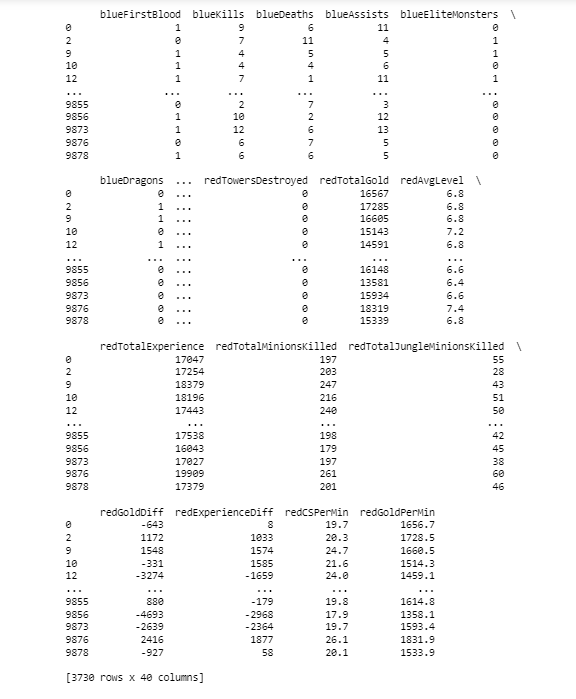 blueFirstBlood blueKills blueDeaths blueAssists blueEliteMonsters \
0 1 9 6 11 0
2 0 7 11 4 1
9 1 4 5 5 1
10 1 4 4 6 0
12 1 7 1 11 1
... ... ... ... ... ...
9855 0 2 7 3 0
9856 1 10 2 12 0
9873 1 12 6 13 0
9876 0 6 7 5 0
9878 1 6 6 5 0
blueDragons ... redTowersDestroyed redTotalGold redAvgLevel \
0 0 ... 0 16567 6.8
2 1 ... 0 17285 6.8
9 1 ... 0 16605 6.8
10 0 ... 0 15143 7.2
12 1 ... 0 14591 6.8
... ... ... ... ... ...
9855 0 ... 0 16148 6.6
9856 0 ... 0 13581 6.4
9873 0 ... 0 15934 6.6
9876 0 ... 0 18319 7.4
9878 0 ... 0 15339 6.8
redTotalExperience redTotalMinionsKilled redTotalJungleMinionsKilled \
0 17047 197 55
2 17254 203 28
9 18379 247 43
10 18196 216 51
12 17443 240 50
... ... ... ...
9855 17538 198 42
9856 16043 179 45
9873 17027 197 38
9876 19909 261 60
9878 17379 201 46
redGoldDiff redExperienceDiff redCSPerMin redGoldPerMin
0 -643 8 19.7 1656.7
2 1172 1033 20.3 1728.5
9 1548 1574 24.7 1660.5
10 -331 1585 21.6 1514.3
12 -3274 -1659 24.0 1459.1
... ... ... ... ...
9855 880 -179 19.8 1614.8
9856 -4693 -2968 17.9 1358.1
9873 -2639 -2364 19.7 1593.4
9876 2416 1877 26.1 1831.9
9878 -927 58 20.1 1533.9
[3730 rows x 40 columns]